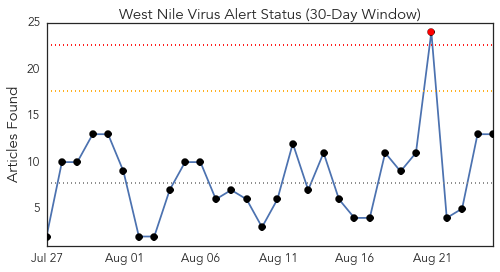 West Nile Virus Alert Status (30-Day Window)
Articles Found
25
20
15
10
5
Jul 27 Aug 01 Aug 06 Aug 11 Aug 16 Aug 21